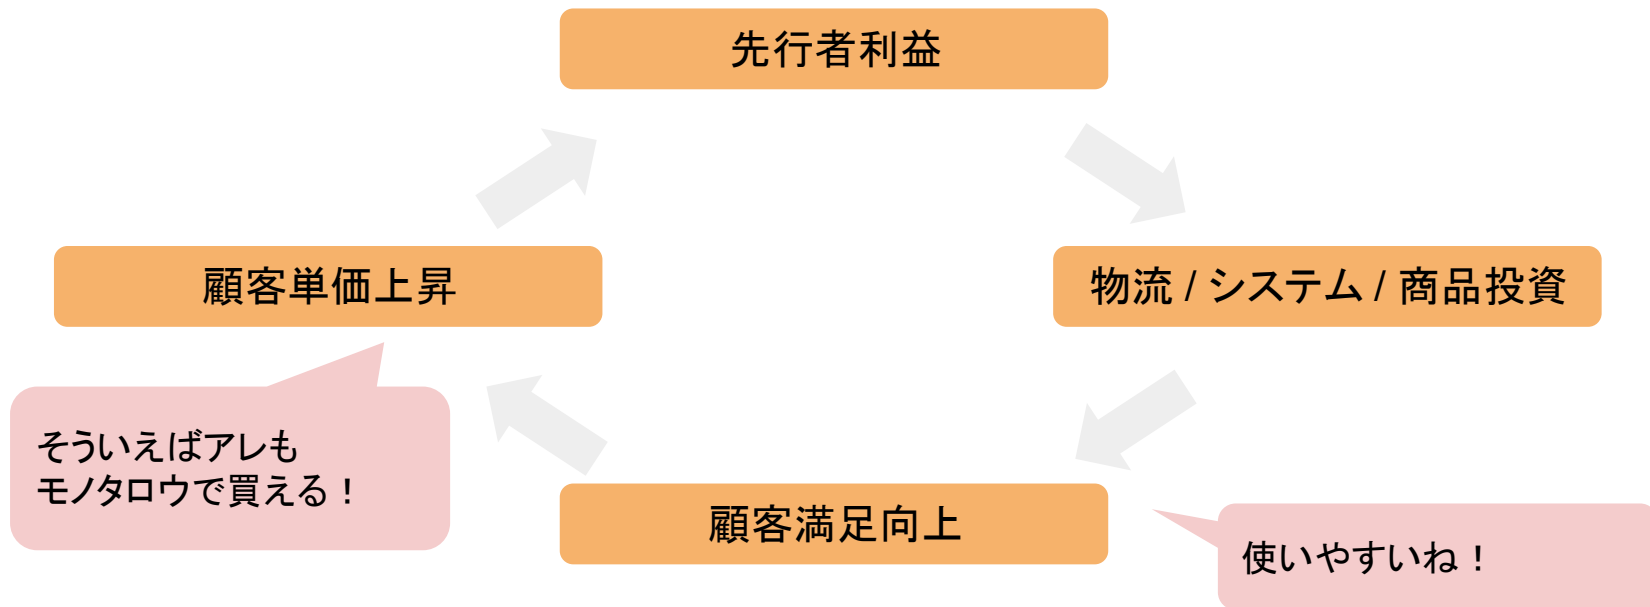 先行者利益
顧客単価上昇
物流 / システム / 商品投資
そういえばアレも
モノタロウで買える！
顧客満足向上
使いやすいね！